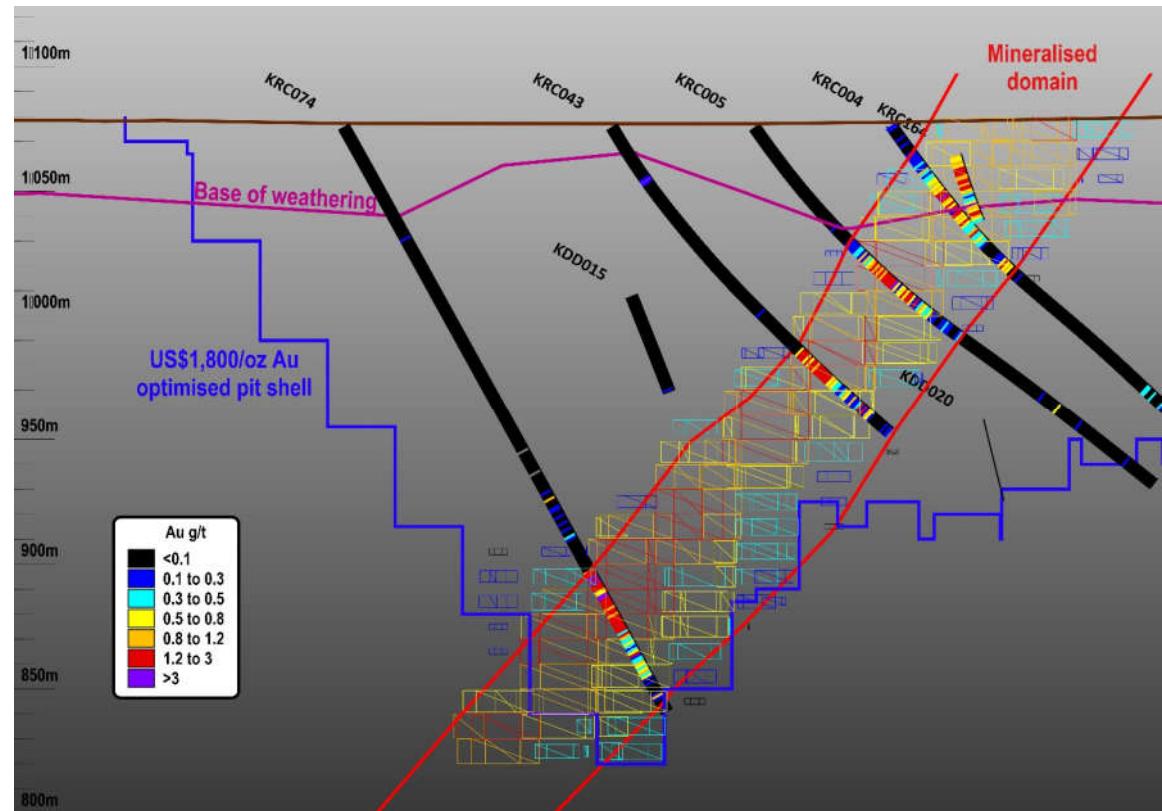 1100m
KRC074
KRC043
KRC005
KRC004
KRC164
Mineralised
domain
1050m
Base of weathering
KDD015
1000m
US$1,800/oz Au
optimised pit shell
KDD020
950m
900m
Au g/t
<0.1
0.1 to 0.3
0.3 to 0.5
0.5 to 0.8
0.8 to 1.2
1.2 to 3
>3
850m
800m